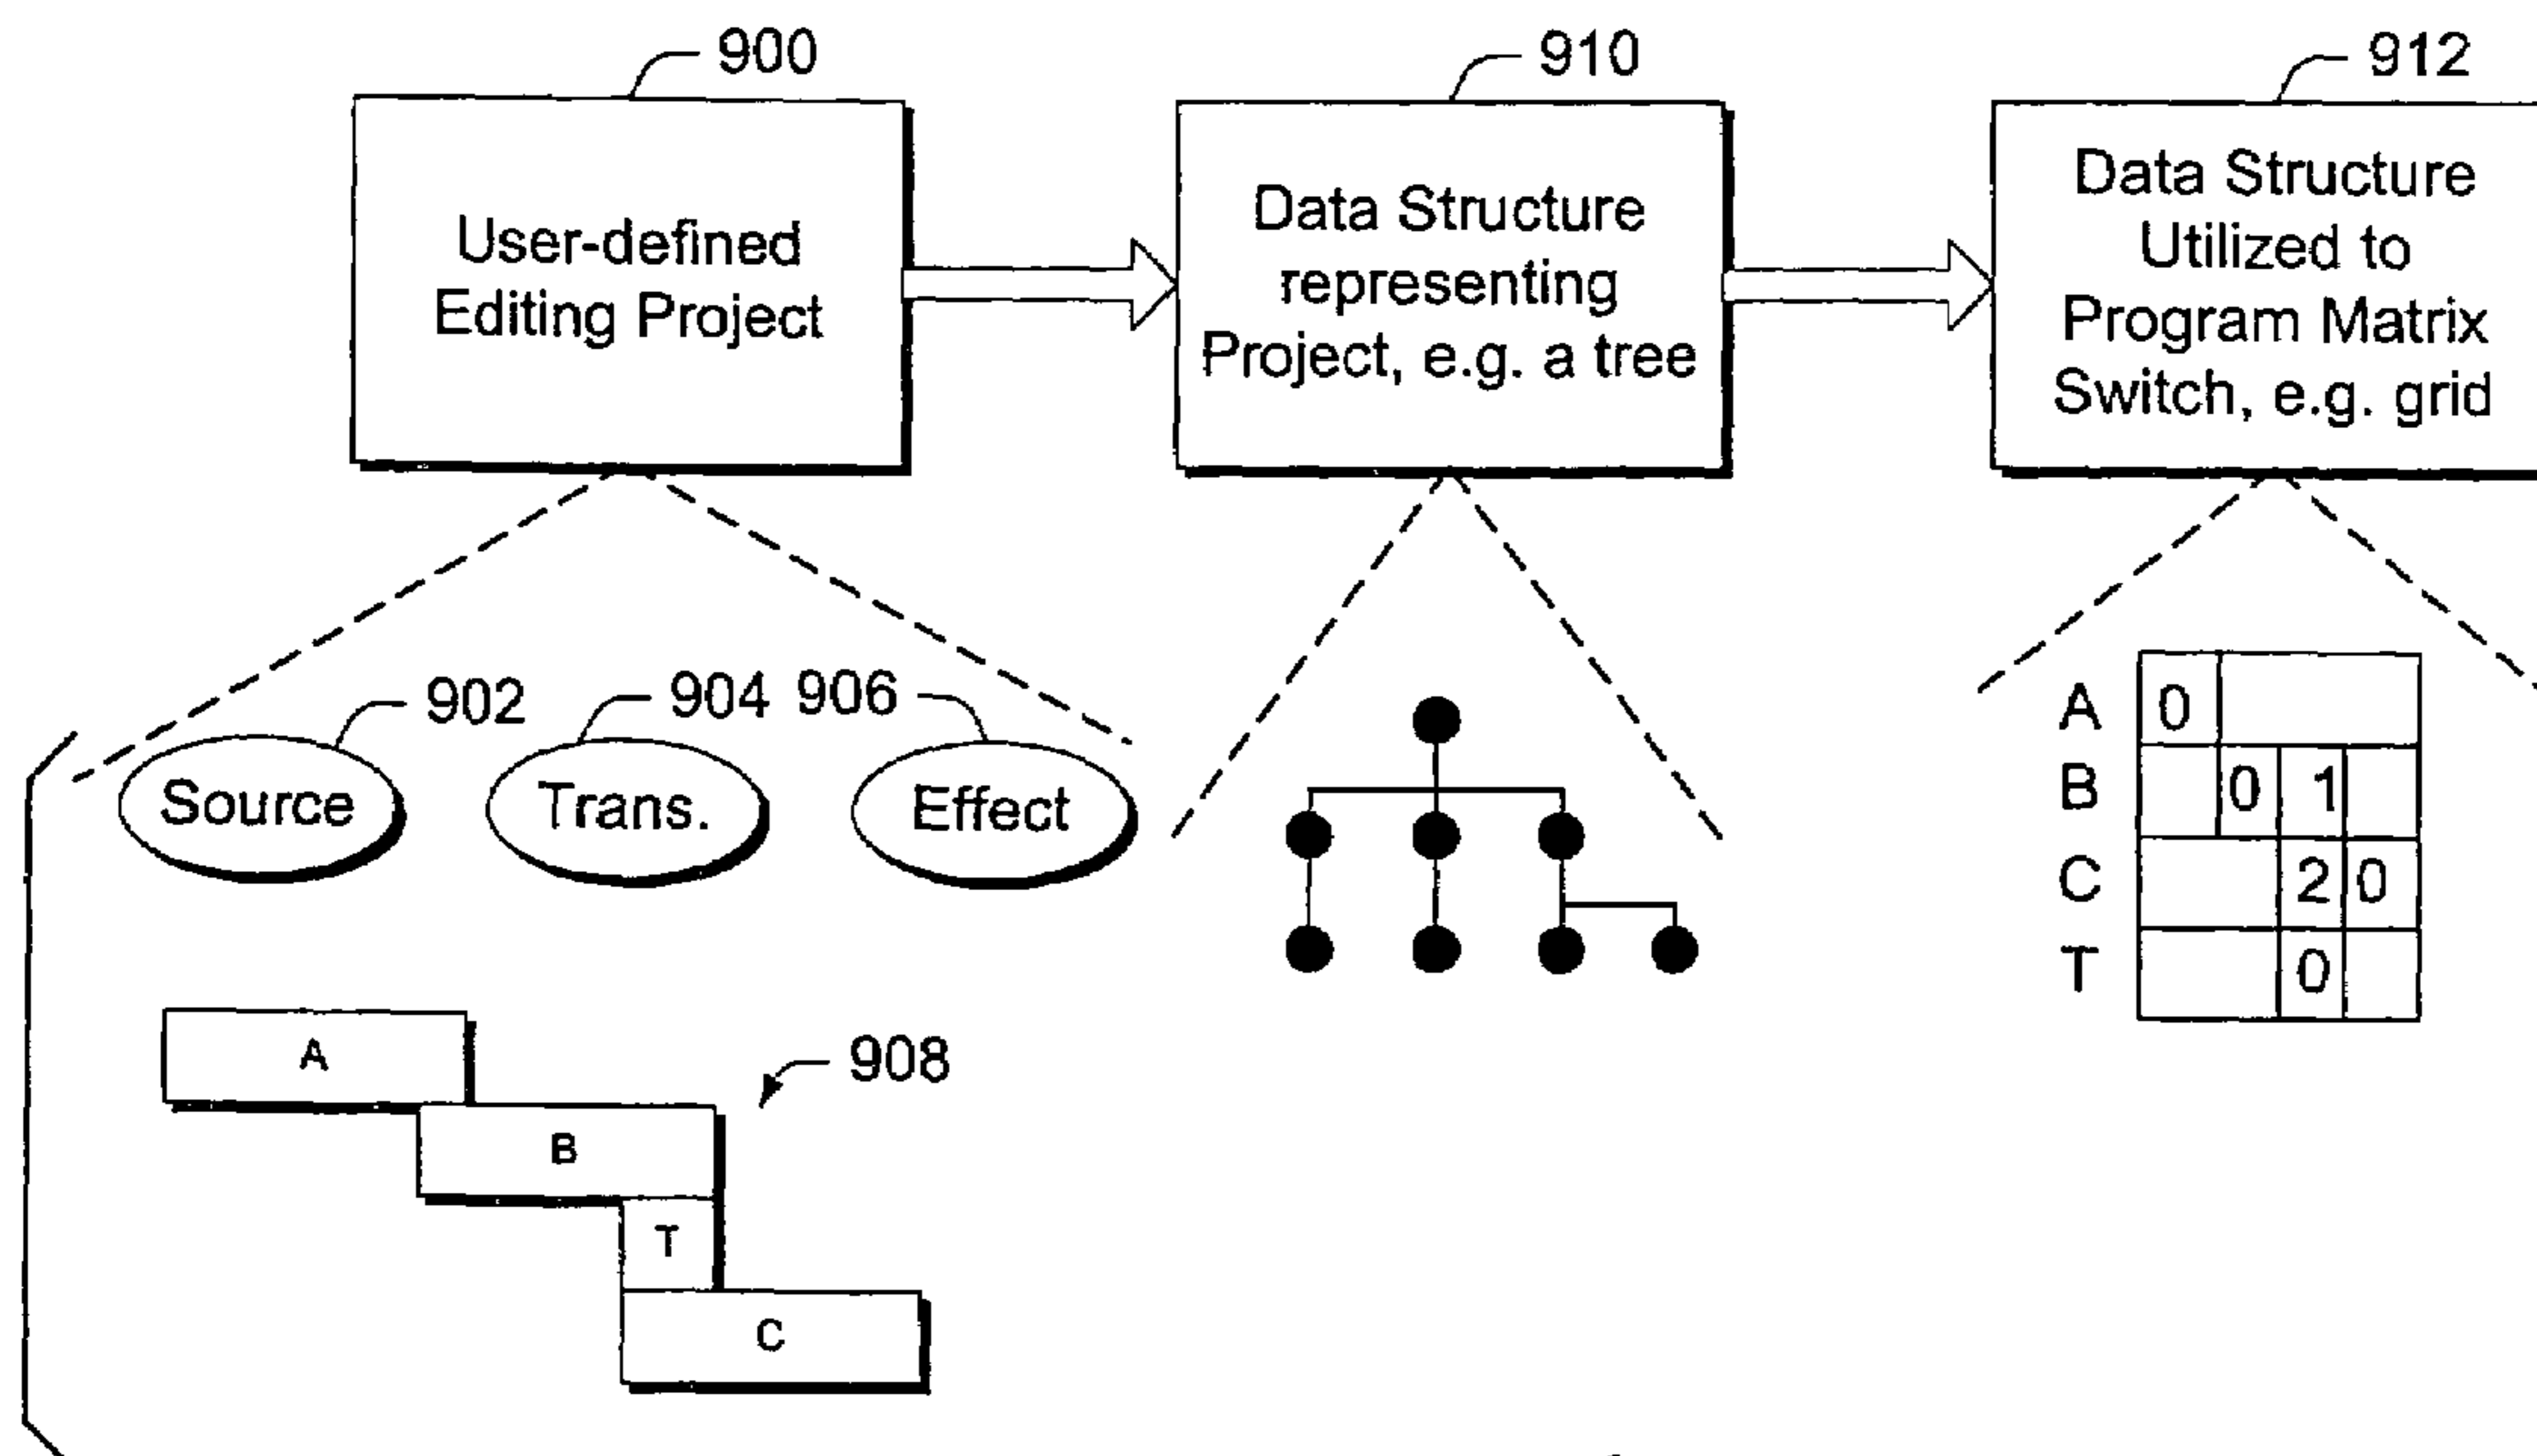 900
910
912
User-defined
Editing Project
Data Structure
representing
Project, e.g. a tree
Data Structure
Utilized to
Program Matrix
Switch, e.g. grid
902
904
906
Source
Trans.
Effect
A 0
B 0 1
C 2 0
T 0
908
A
B
T
C